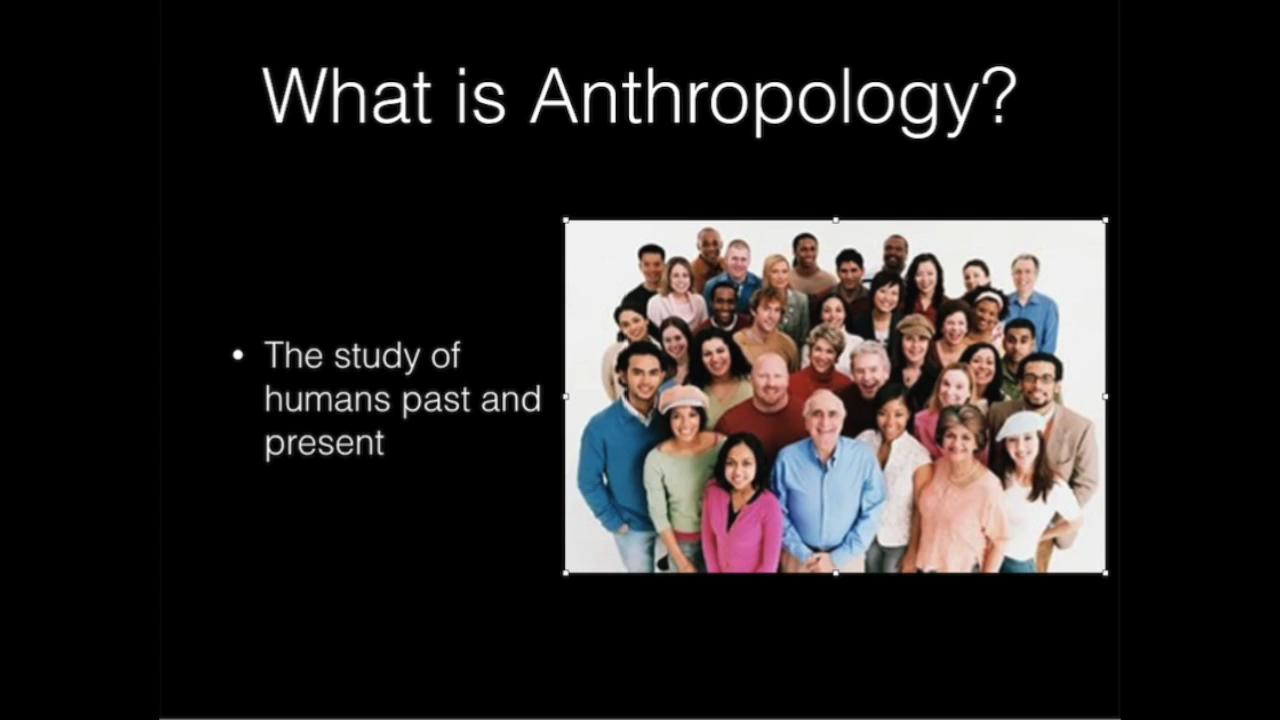 What is Anthropology?
• The study of
humans past and
present